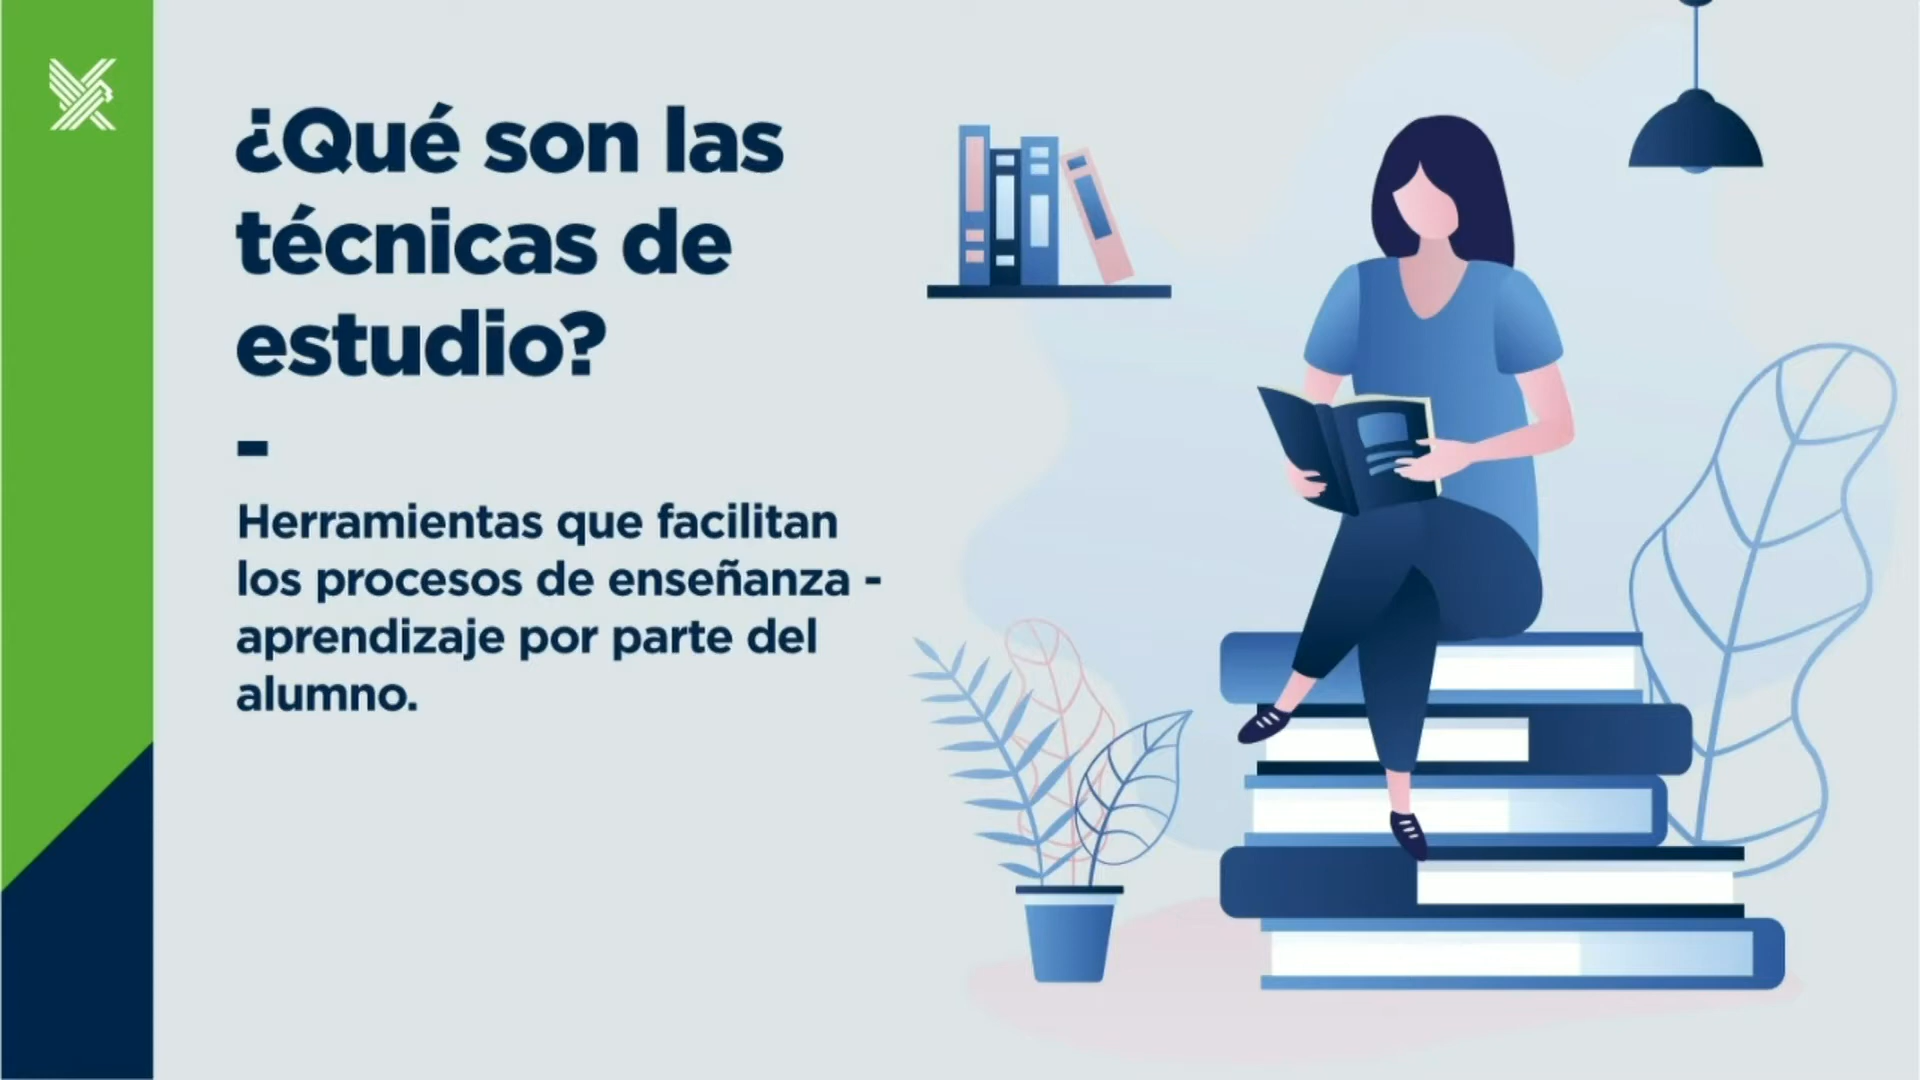 ¿Qué son las
técnicas de
estudio?
-
Herramientas que facilitan
los procesos de enseñanza -
aprendizaje por parte del
alumno.